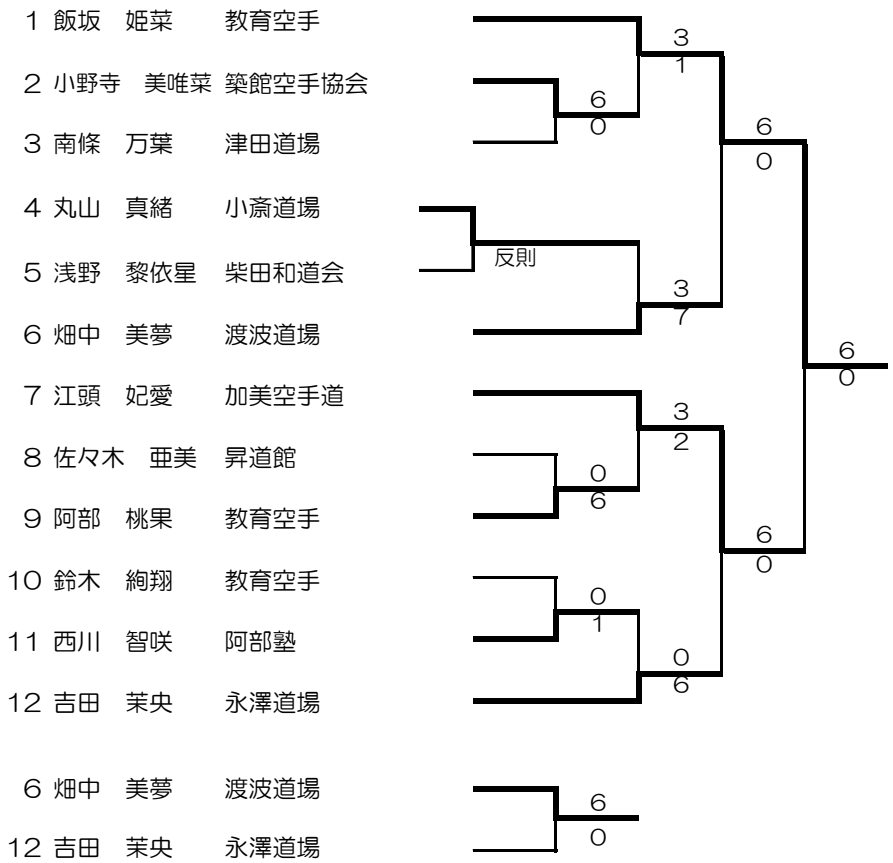 1 飯坂 姫菜 教育空手
3
1
2 小野寺 美唯菜 築館空手協会
6
0
6
0
3 南條 万葉 津田道場
4 丸山 真緒 小斎道場
反則
5 浅野 黎依星 柴田和道会
3
7
6 畑中 美夢 渡波道場
6
0
7 江頭 妃愛 加美空手道
3
2
8 佐々木 亜美 昇道館
0
6
9 阿部 桃果 教育空手
6
0
10 鈴木 絢翔 教育空手
0
1
11 西川 智咲 阿部塾
0
6
12 吉田 茉央 永澤道場
6 畑中 美夢 渡波道場
6
0
12 吉田 茉央 永澤道場